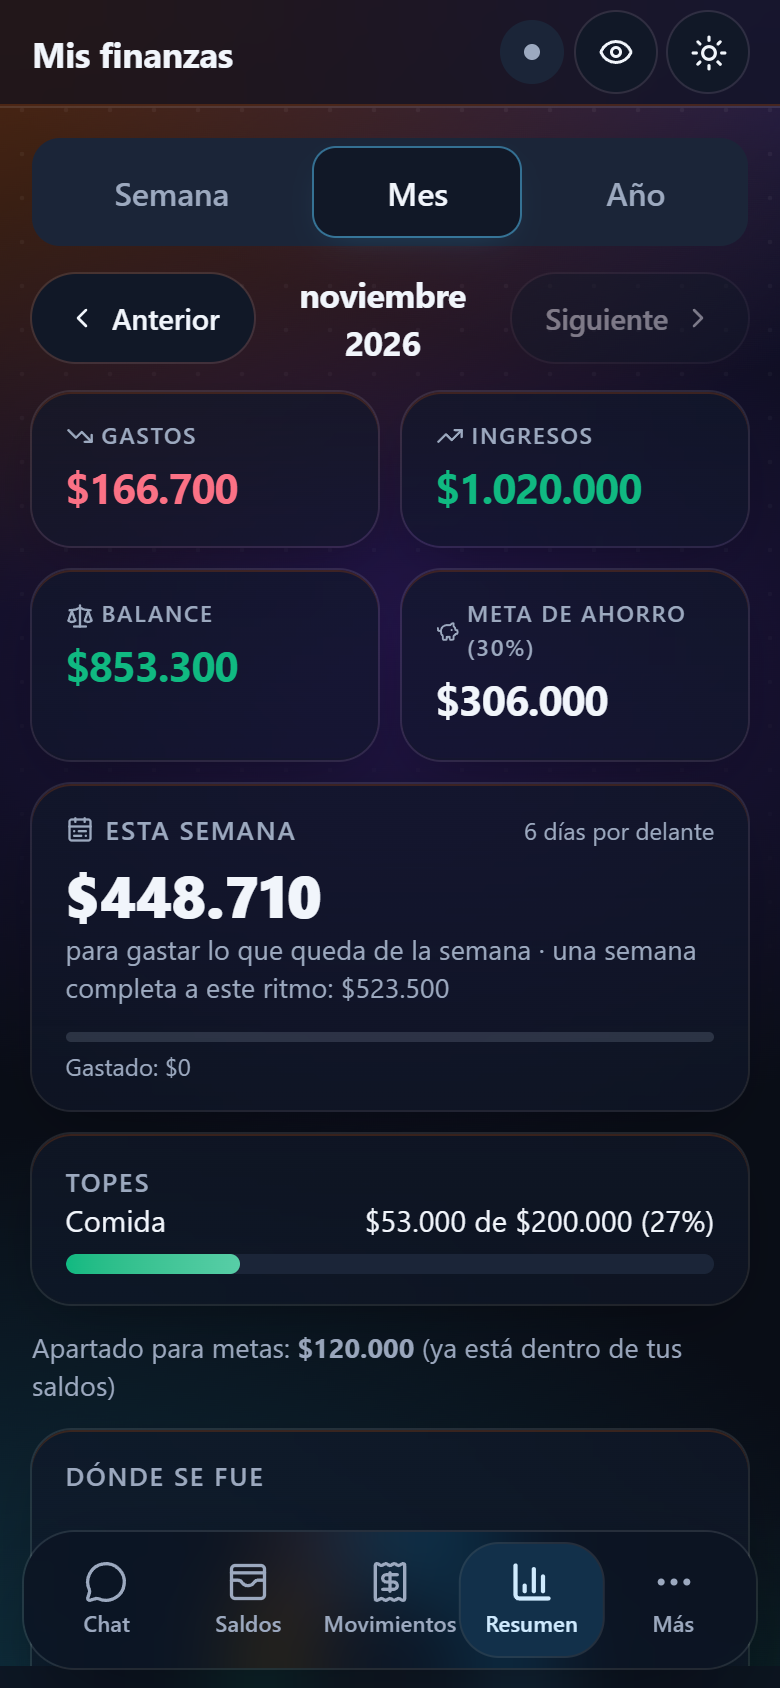 Mis finanzas
Semana
Mes
Año
Anterior
noviembre
2026
Siguiente
GASTOS
$166.700
INGRESOS
$1.020.000
BALANCE
$853.300
META DE AHORRO
(30%)
$306.000
ESTA SEMANA
6 días por delante
$448.710
para gastar lo que queda de la semana · una semana
completa a este ritmo: $523.500
Gastado: $0
TOPES
Comida
$53.000 de $200.000 (27%)
Apartado para metas: $120.000 (ya está dentro de tus
saldos)
DÓNDE SE FUE
Chat
Saldos
Movimientos
Resumen
Más